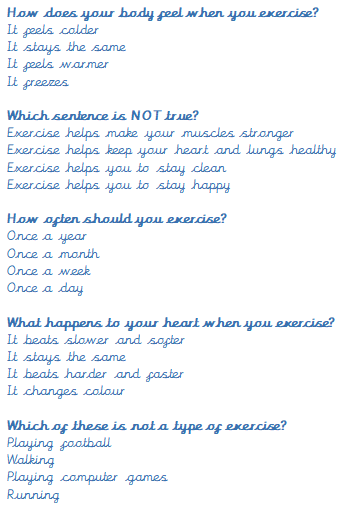 How does your body feel when you exercise?
It feels colder
It stays the same
It feels warmer
It freezes
Which sentence is NOT true?
Exercise helps make your muscles stronger
Exercise helps keep your heart and lungs healthy
Exercise helps you to stay clean
Exercise helps you to stay happy
How often should you exercise?
Once a year
Once a month
Once a week
Once a day
What happens to your heart when you exercise?
It beats slower and softer
It stays the same
It beats harder and faster
It changes colour
Which of these is not a type of exercise?
Playing football
Walking
Playing computer games
Running